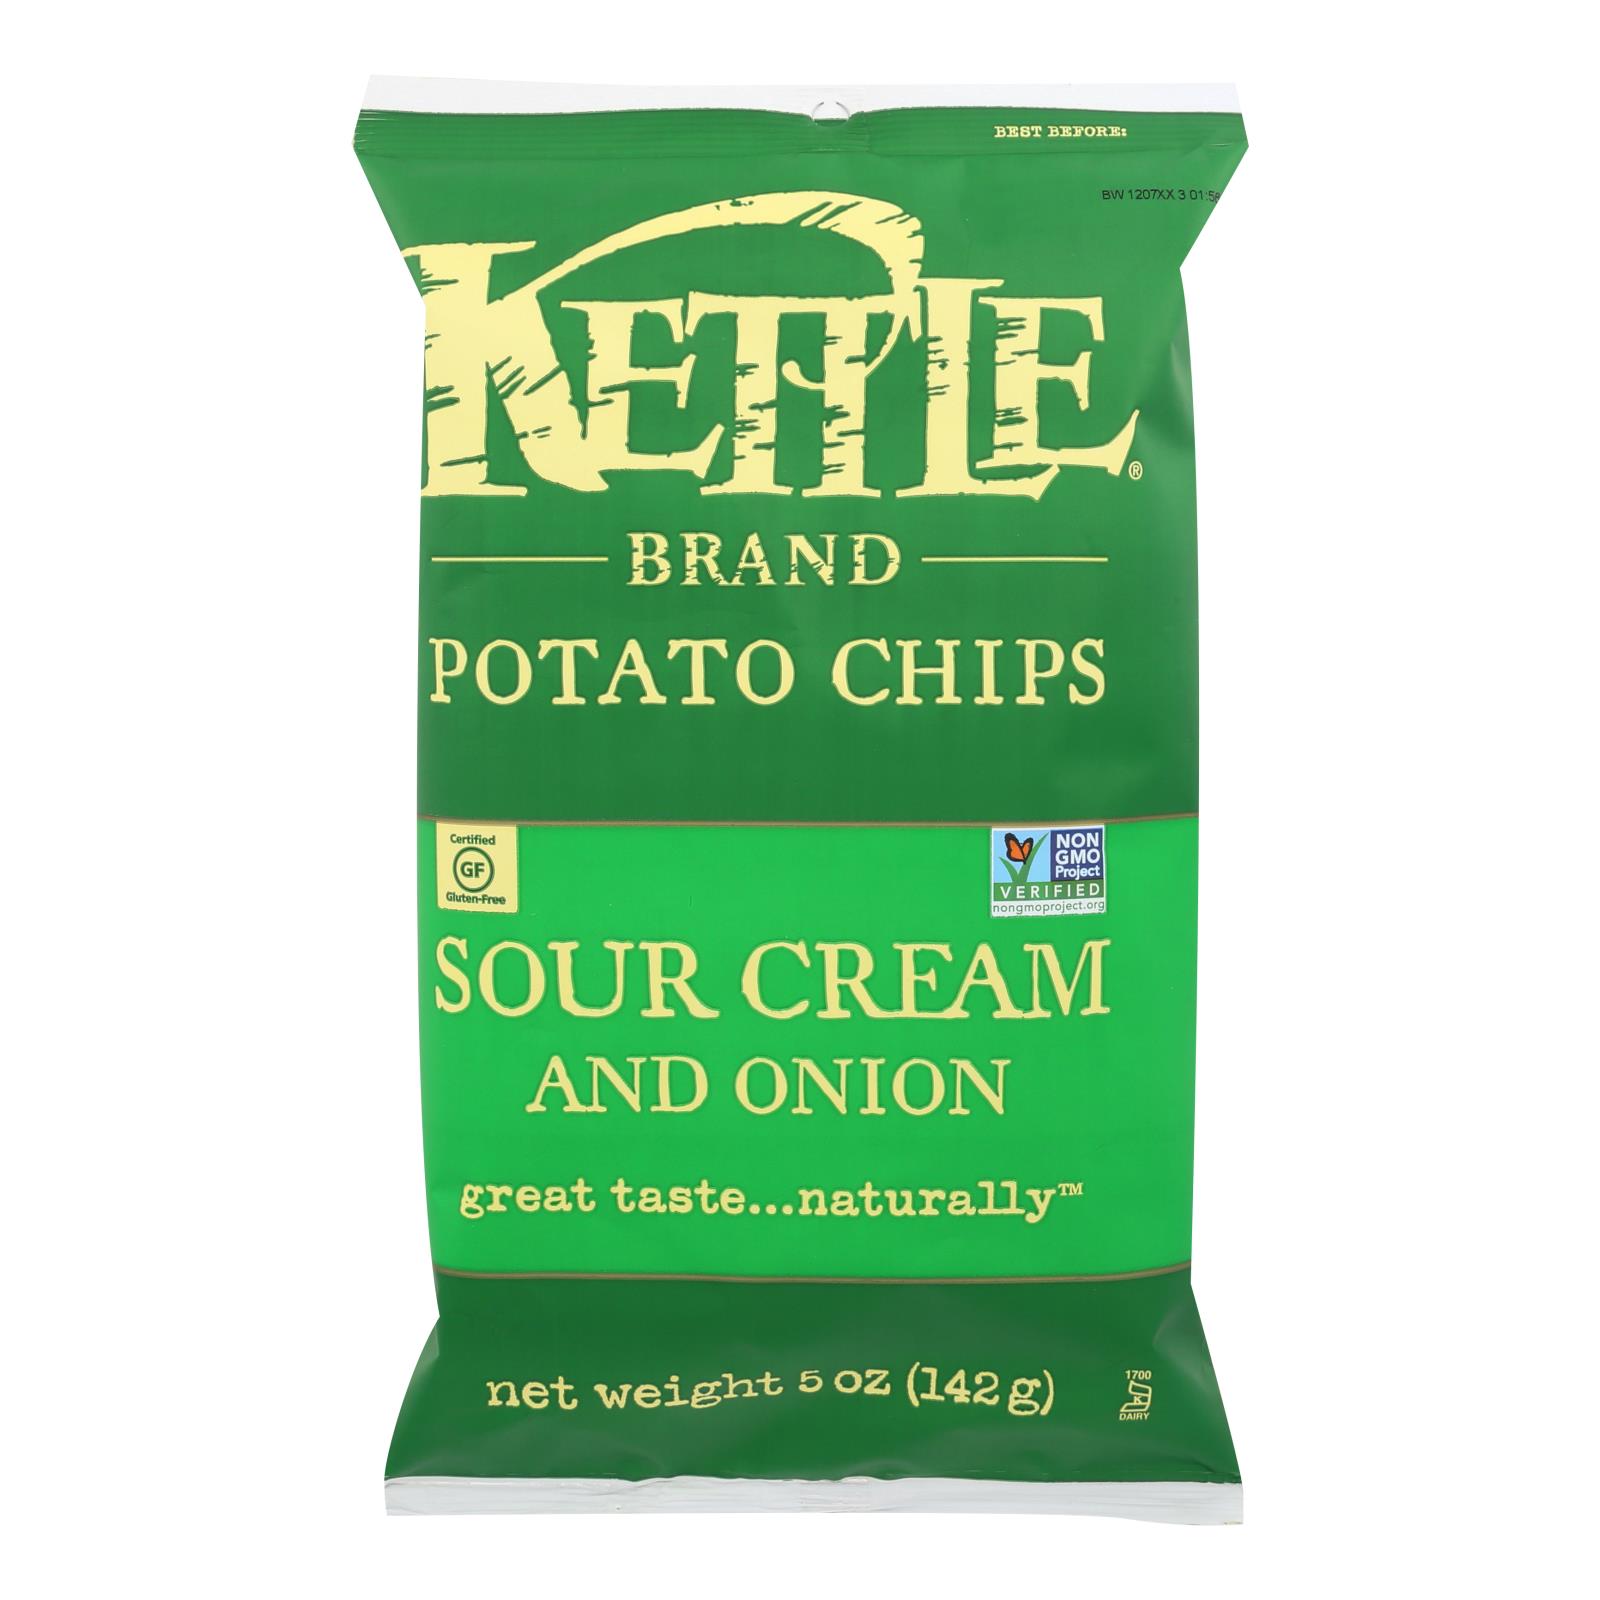 BEST BEFORE:
BW 1207XX 3 01:58
KETTLE®
BRAND
POTATO CHIPS
Certified
GF
Gluten-Free
NON
GMO
Project
VERIFIED
nongmoproject.org
SOUR CREAM
AND ONION
great taste...naturally™
net weight 5 oz (142 g)
1700
K
DAIRY